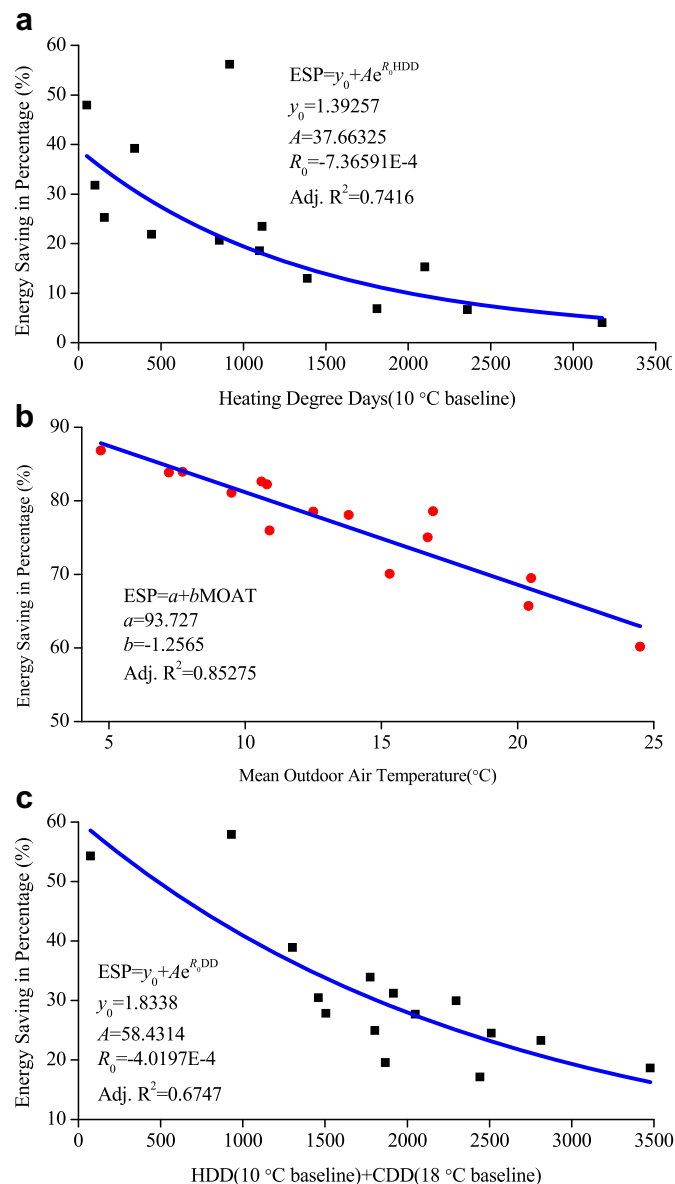 a
60
50
40
30
20
10
0
Energy Saving in Percentage (%)
ESP=y₀+Ae^{R₀HDD}
y₀=1.39257
A=37.66325
R₀=-7.36591E-4
Adj. R²=0.7416
0 500 1000 1500 2000 2500 3000 3500
Heating Degree Days(10 °C baseline)
b
90
80
70
60
50
Energy Saving in Percentage (%)
ESP=a+bMOAT
a=93.727
b=-1.2565
Adj. R²=0.85275
5 10 15 20 25
Mean Outdoor Air Temperature(°C)
c
60
50
40
30
20
10
Energy Saving in Percentage (%)
ESP=y₀+Ae^{R₀DD}
y₀=1.8338
A=58.4314
R₀=-4.0197E-4
Adj. R²=0.6747
0 500 1000 1500 2000 2500 3000 3500
HDD(10 °C baseline)+CDD(18 °C baseline)